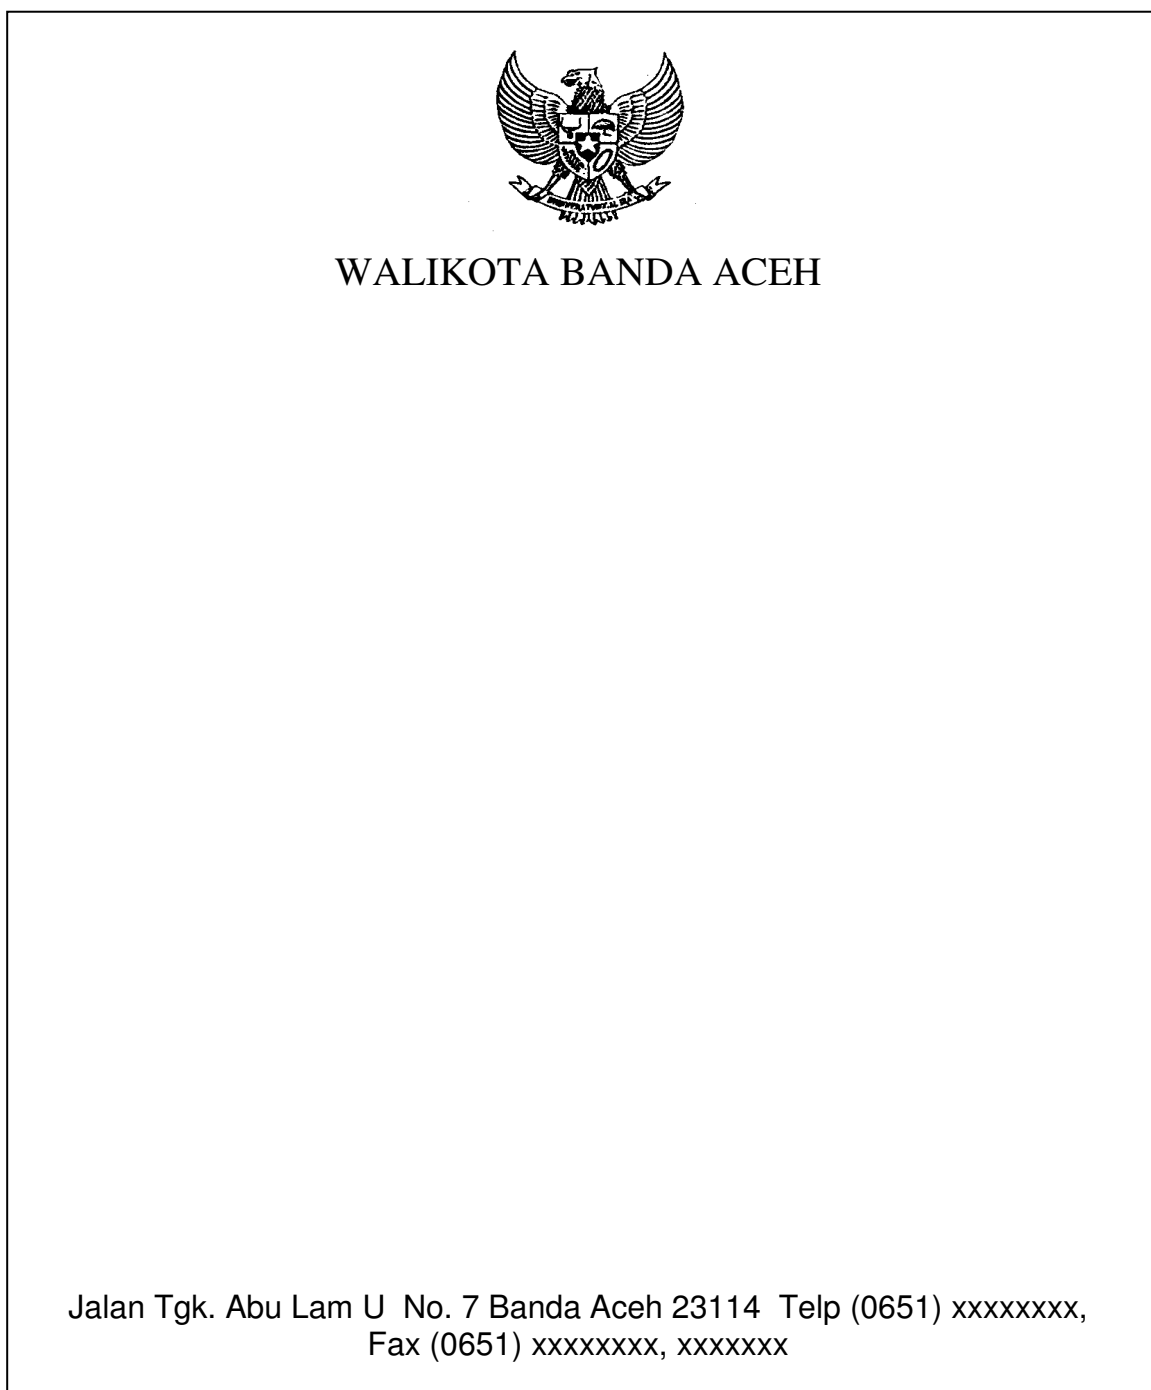 WALIKOTA BANDA ACEH
Jalan Tgk. Abu Lam U  No. 7 Banda Aceh 23114  Telp (0651) xxxxxxxx,
Fax (0651) xxxxxxxx, xxxxxxx